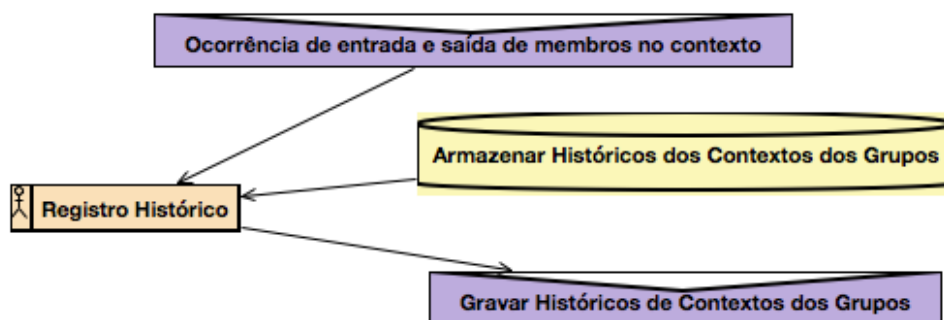 Ocorrência de entrada e saída de membros no contexto
Armazenar Históricos dos Contextos dos Grupos
Registro Histórico
Gravar Históricos de Contextos dos Grupos